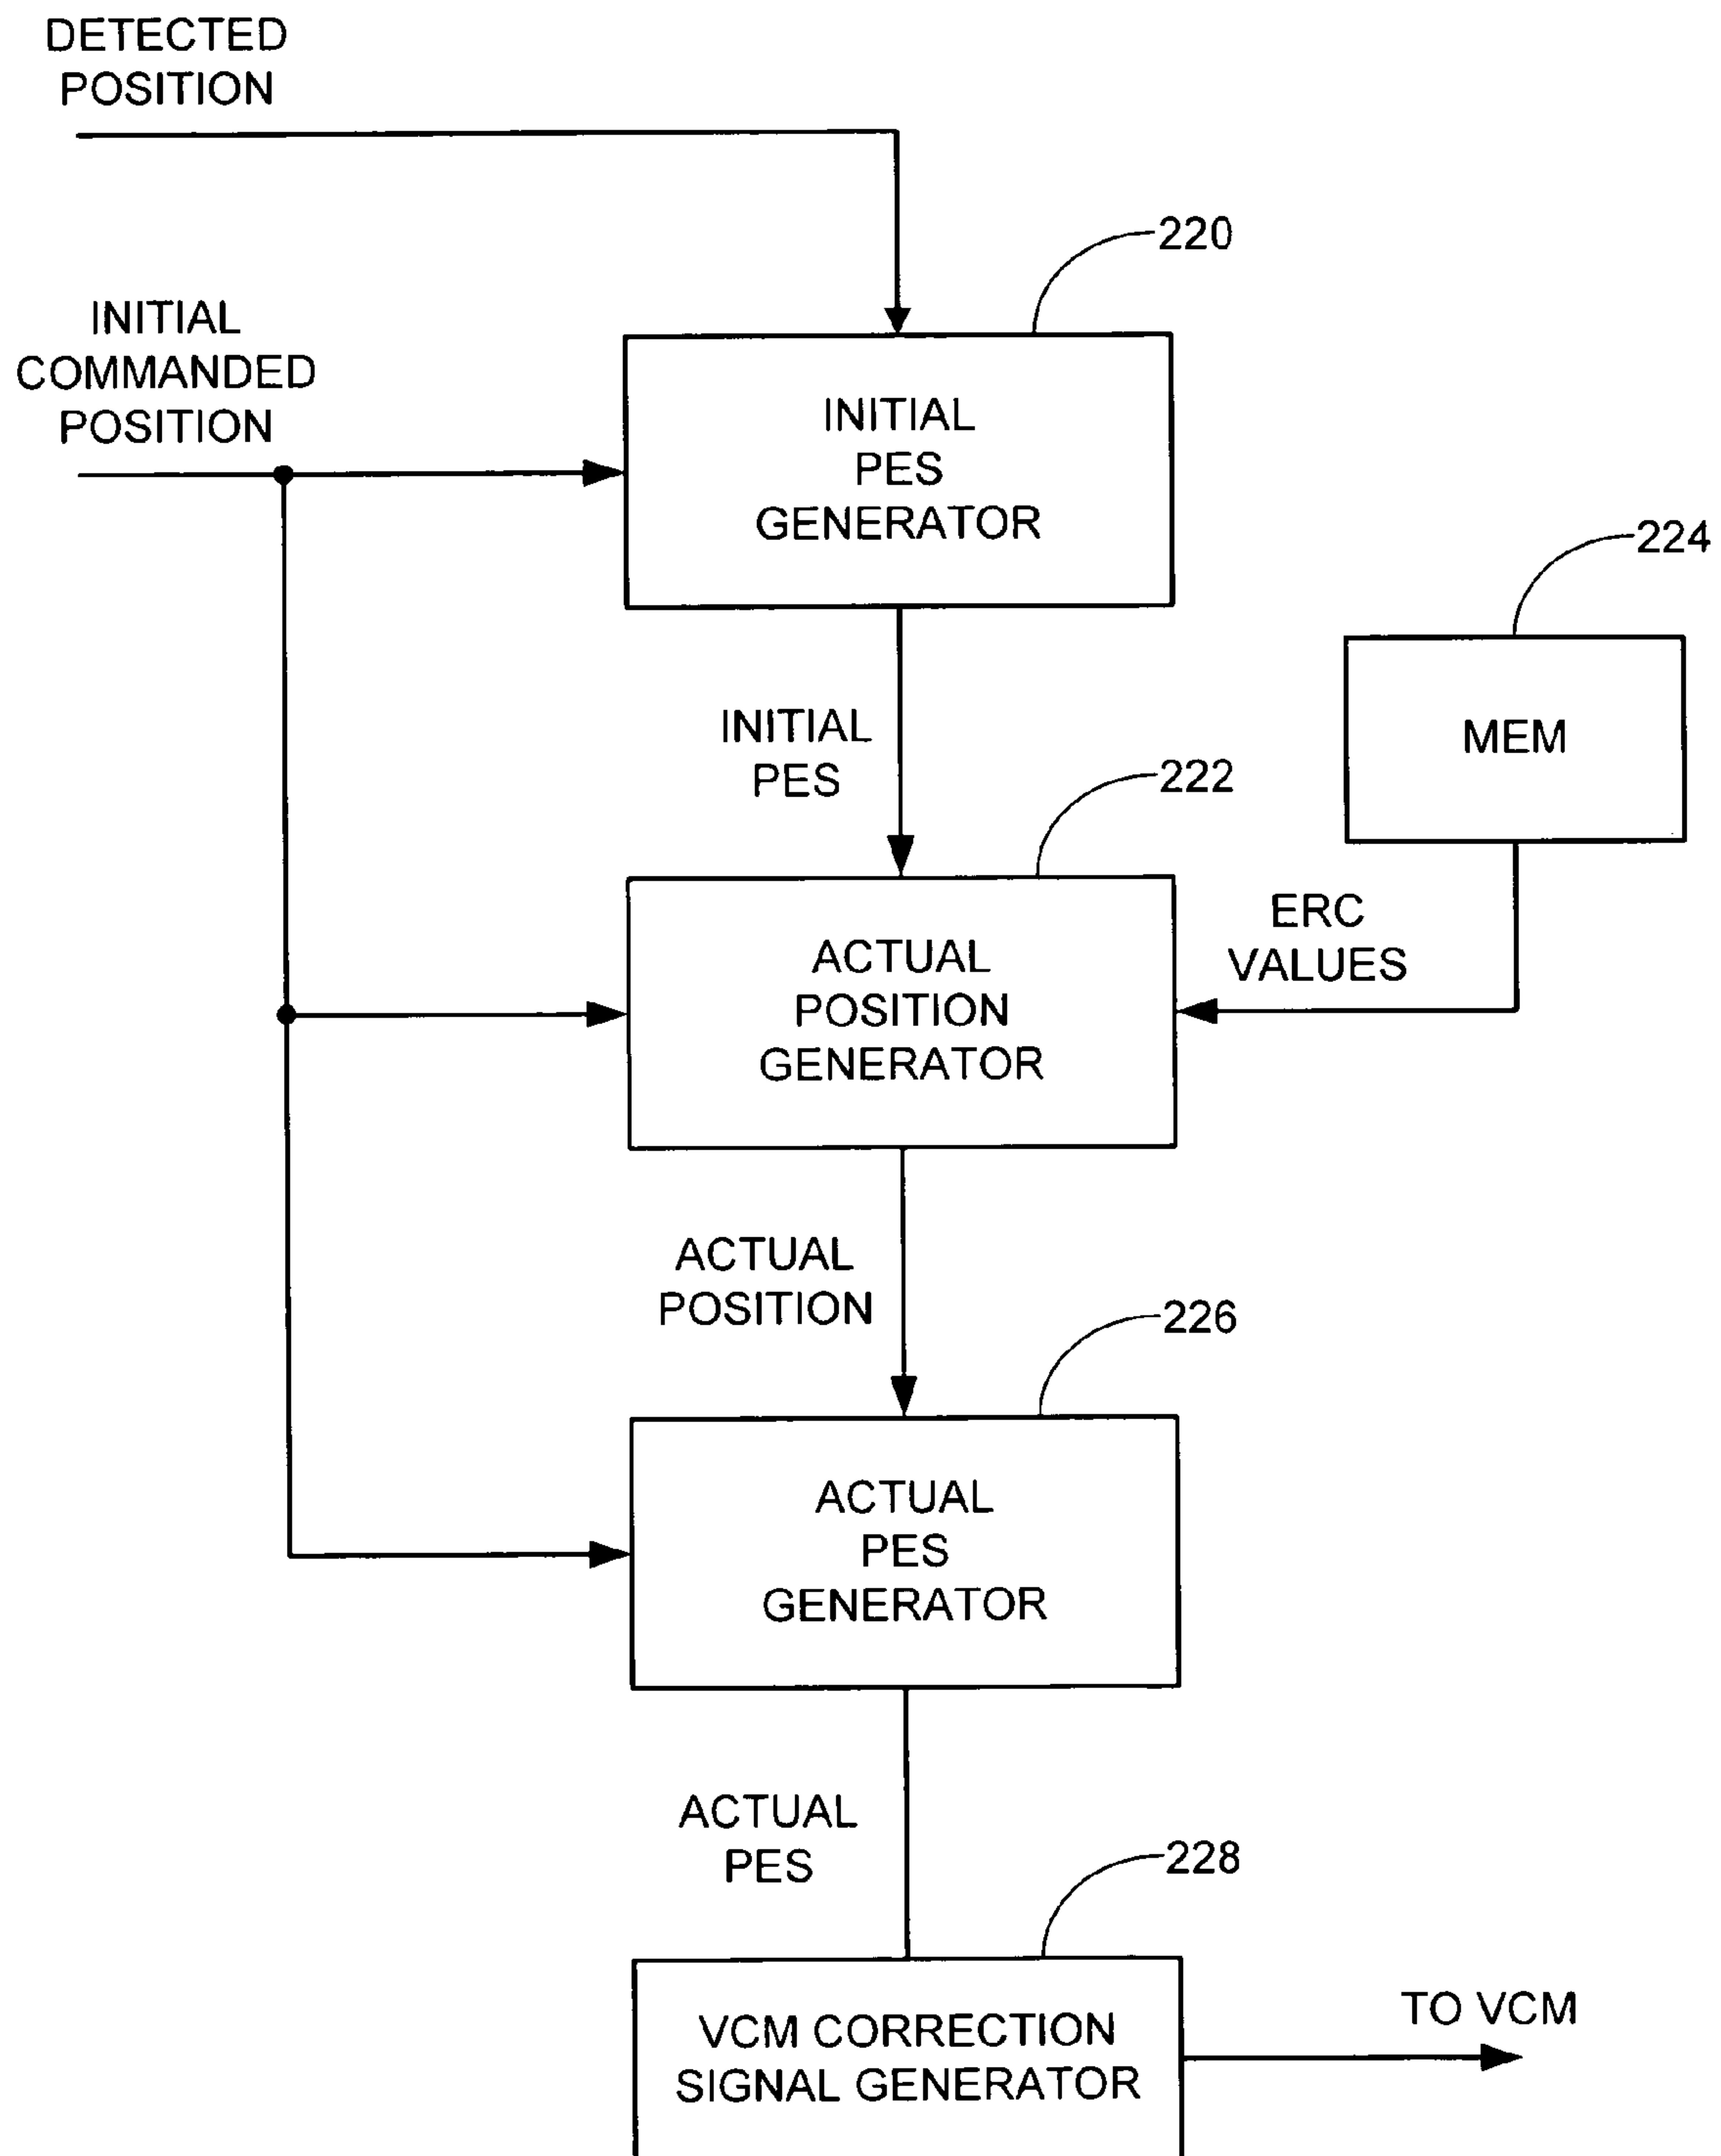 DETECTED
POSITION
220
INITIAL
COMMANDED
POSITION
INITIAL
PES
GENERATOR
224
MEM
INITIAL
PES
222
ERC
VALUES
ACTUAL
POSITION
GENERATOR
ACTUAL
POSITION
226
ACTUAL
PES
GENERATOR
ACTUAL
PES
228
TO VCM
VCM CORRECTION
SIGNAL GENERATOR